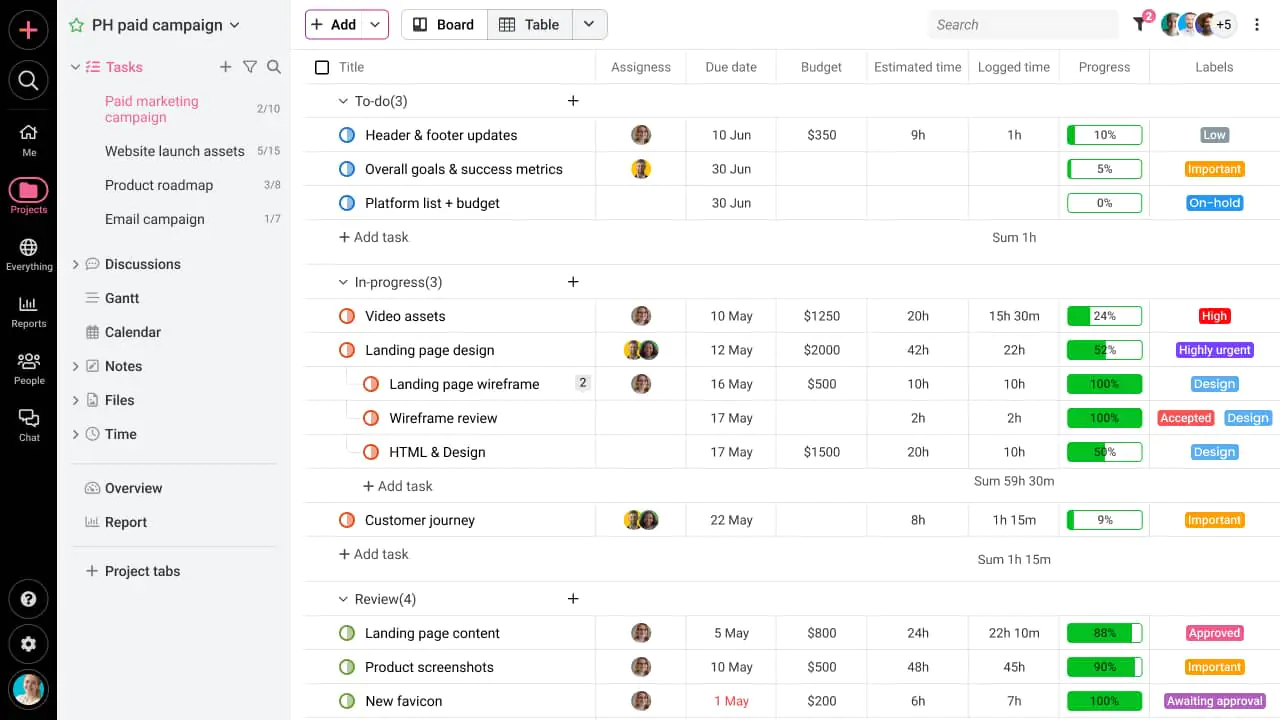 Me
Projects
Everything
Reports
People
Chat
PH paid campaign
Tasks
Paid marketing
campaign
2/10
Website launch assets 5/15
Product roadmap 3/8
Email campaign 1/7
Discussions
Gantt
Calendar
Notes
Files
Time
Overview
Report
+ Project tabs
+ Add
Board
Table
Search
2
+5
Title Assigness Due date Budget Estimated time Logged time Progress Labels
To-do(3) +
Header & footer updates 10 Jun $350 9h 1h 10% Low
Overall goals & success metrics 30 Jun 5% Important
Platform list + budget 30 Jun 0% On-hold
+ Add task Sum 1h
In-progress(3) +
Video assets 10 May $1250 20h 15h 30m 24% High
Landing page design 12 May $2000 42h 22h 52% Highly urgent
Landing page wireframe 2 16 May $500 10h 10h 100% Design
Wireframe review 17 May 2h 2h 100% Accepted Design
HTML & Design 17 May $1500 20h 10h 50% Design
+ Add task Sum 59h 30m
Customer journey 22 May 8h 1h 15m 9% Important
+ Add task Sum 1h 15m
Review(4) +
Landing page content 5 May $800 24h 22h 10m 88% Approved
Product screenshots 10 May $500 48h 45h 90% Important
New favicon 1 May $200 6h 7h 100% Awaiting approval